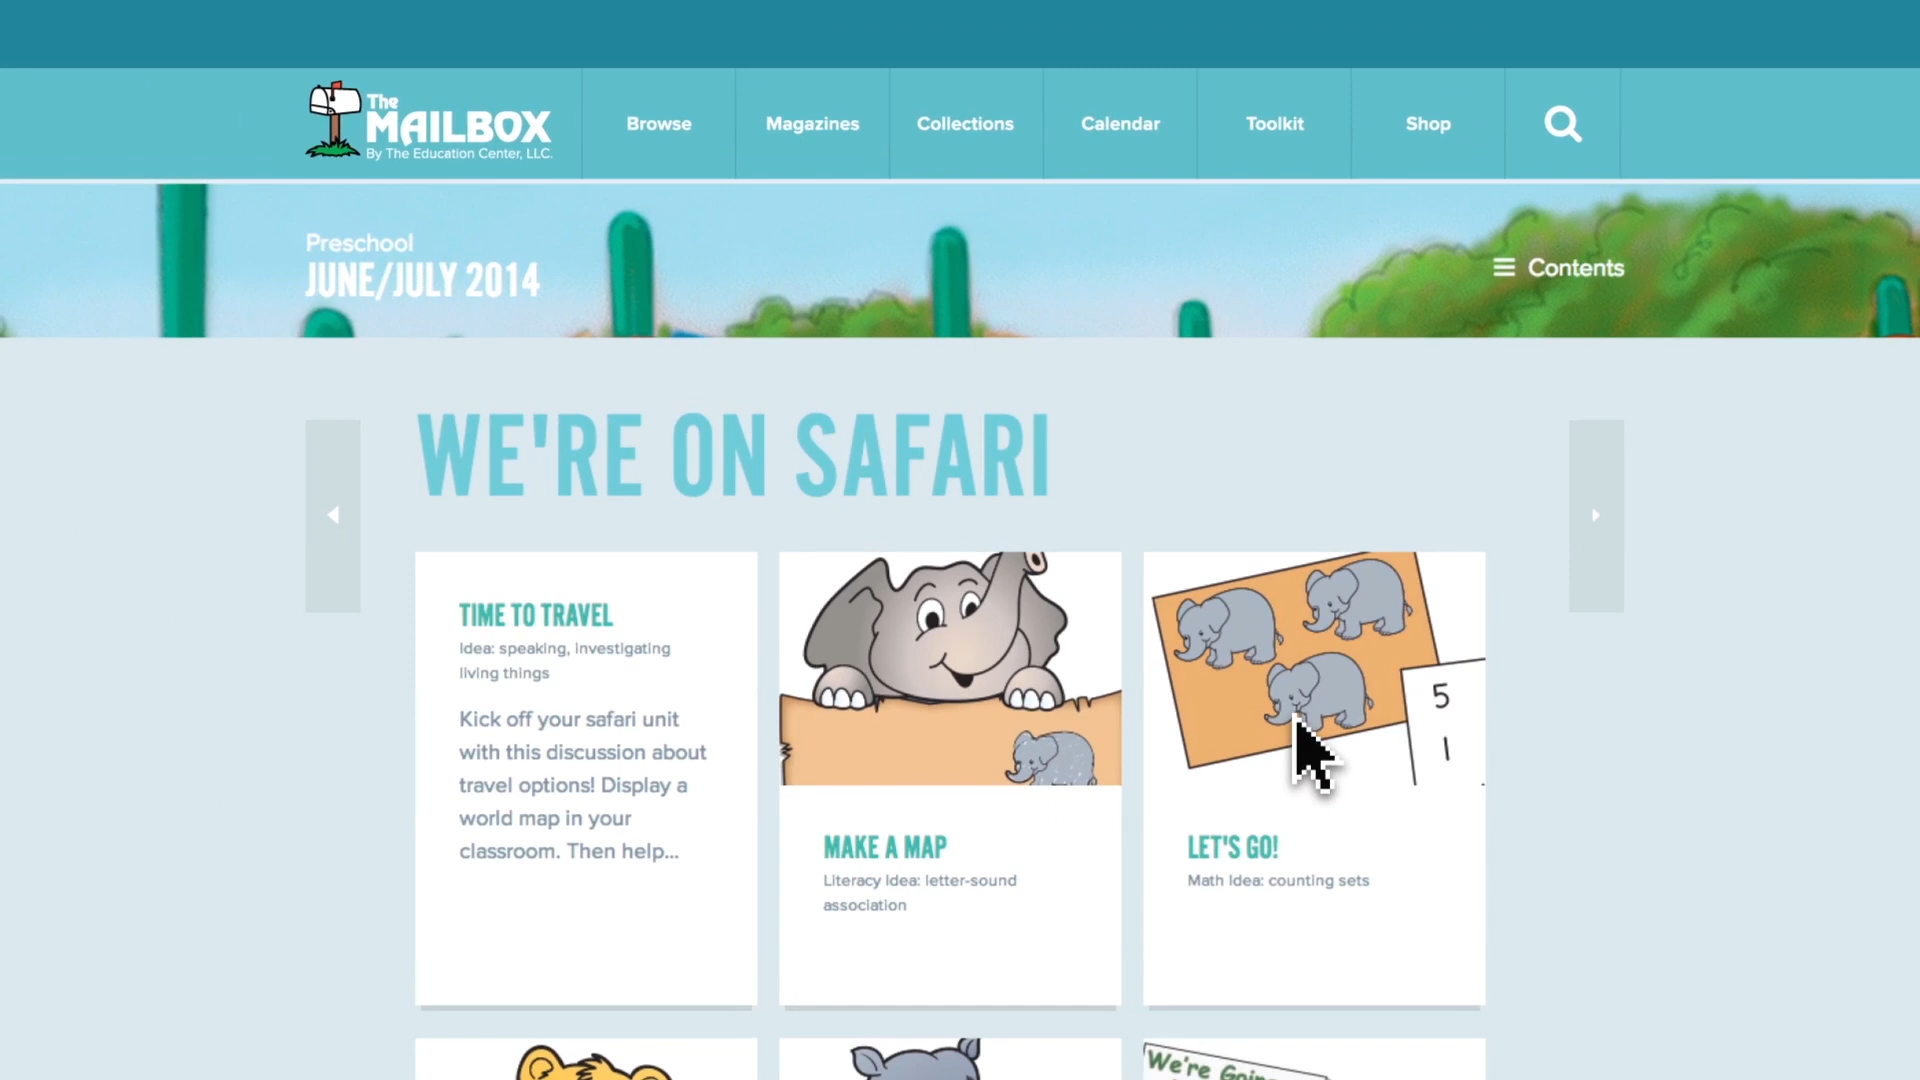 The
MAILBOX
By The Education Center, LLC.
Browse
Magazines
Collections
Calendar
Toolkit
Shop
Preschool
JUNE/JULY 2014
Contents
WE'RE ON SAFARI
TIME TO TRAVEL
Idea: speaking, investigating
living things
Kick off your safari unit
with this discussion about
travel options! Display a
world map in your
classroom. Then help...
MAKE A MAP
Literacy Idea: letter-sound
association
5
1
LET'S GO!
Math Idea: counting sets
We're Going